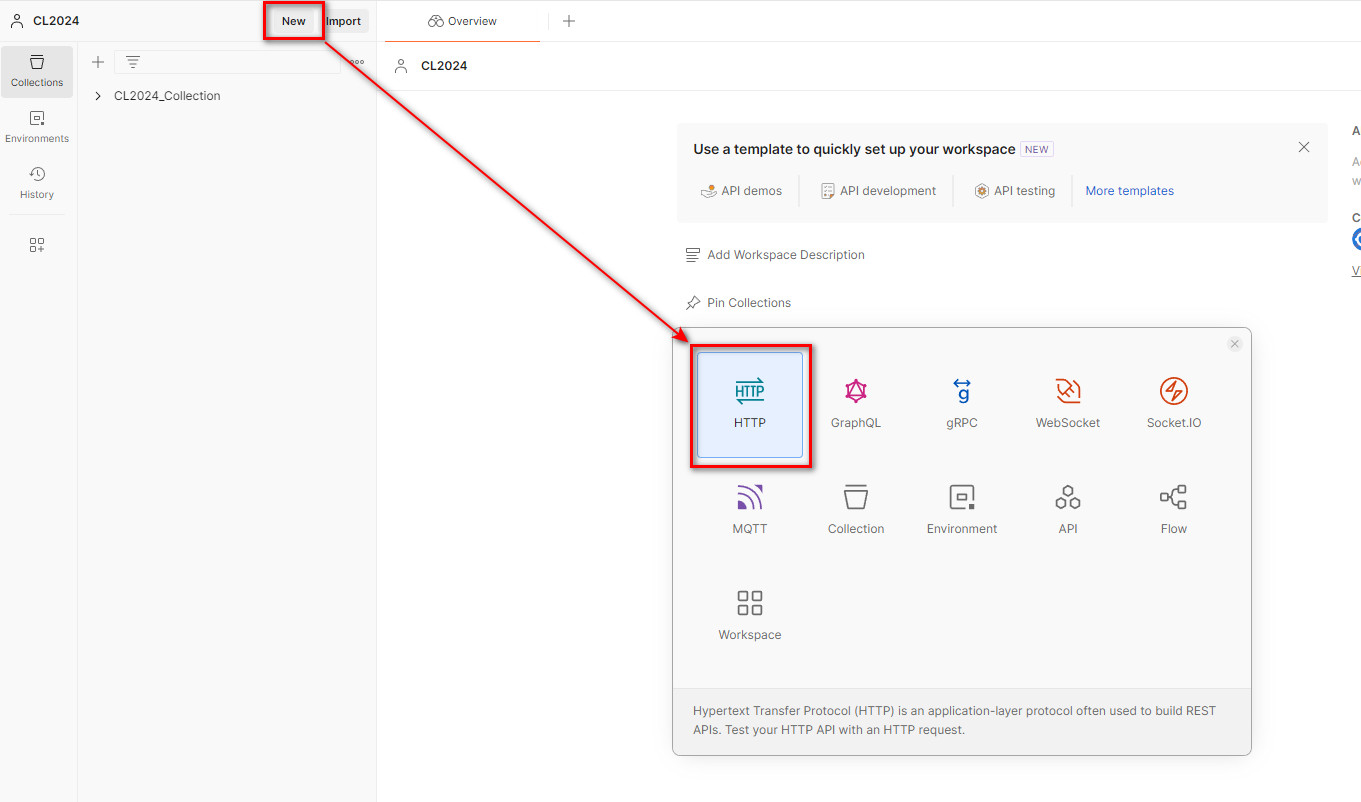 CL2024
New
Import
Overview
Collections
CL2024
CL2024_Collection
Environments
History
Use a template to quickly set up your workspace NEW
API demos
API development
API testing
More templates
Add Workspace Description
Pin Collections
HTTP
HTTP
GraphQL
g
gRPC
WebSocket
Socket.IO
MQTT
Collection
Environment
API
Flow
Workspace
Hypertext Transfer Protocol (HTTP) is an application-layer protocol often used to build REST
APIs. Test your HTTP API with an HTTP request.